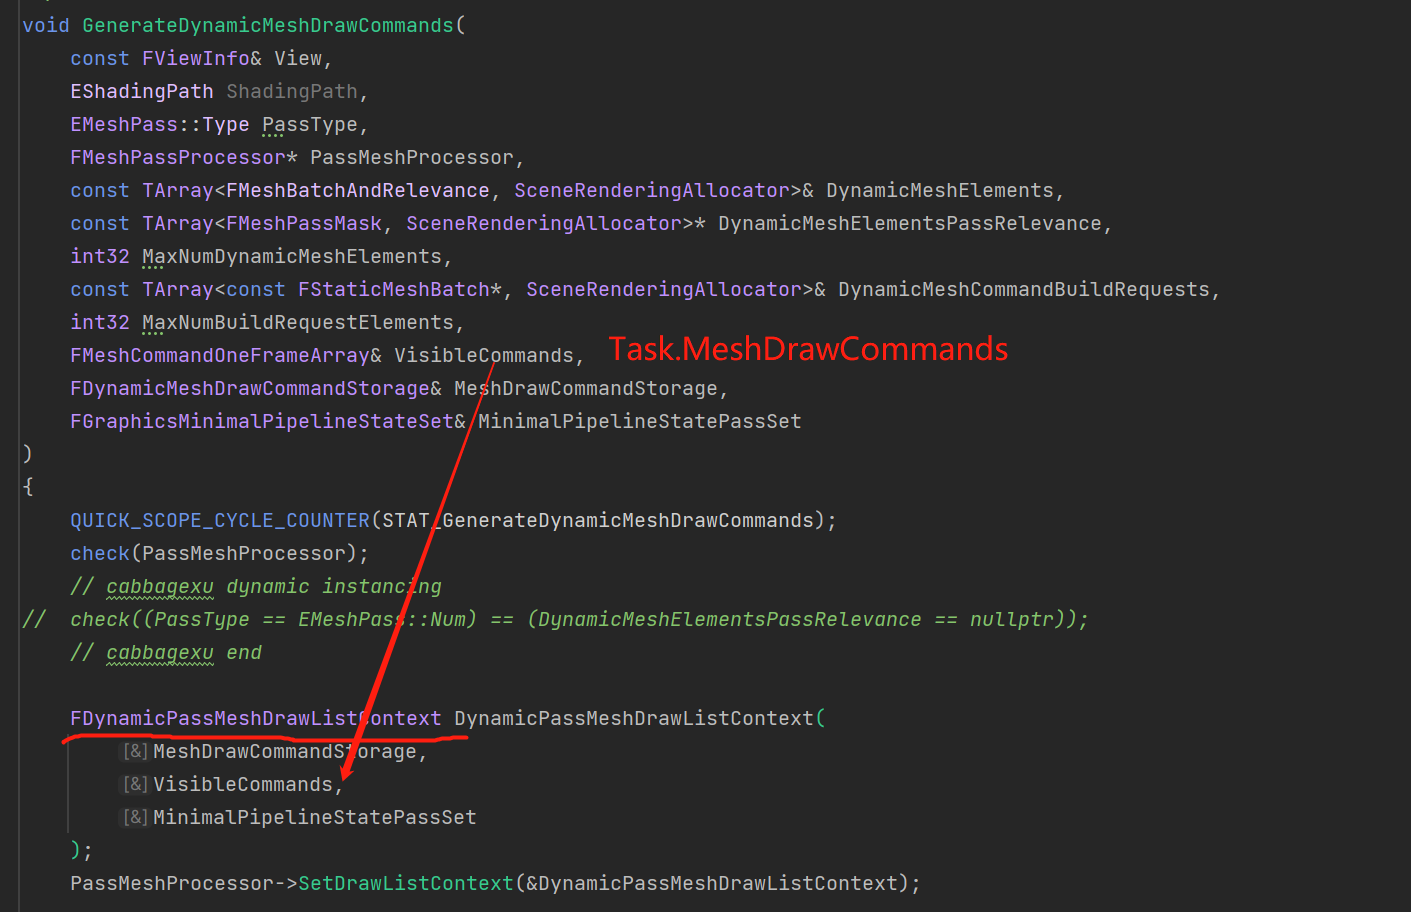 void GenerateDynamicMeshDrawCommands(
const FViewInfo& View,
EShadingPath ShadingPath,
EMeshPass::Type PassType,
FMeshPassProcessor* PassMeshProcessor,
const TArray<FMeshBatchAndRelevance, SceneRenderingAllocator>& DynamicMeshElements,
const TArray<FMeshPassMask, SceneRenderingAllocator>* DynamicMeshElementsPassRelevance,
int32 MaxNumDynamicMeshElements,
const TArray<const FStaticMeshBatch*, SceneRenderingAllocator>& DynamicMeshCommandBuildRequests,
int32 MaxNumBuildRequestElements,
FMeshCommandOneFrameArray& VisibleCommands, Task.MeshDrawCommands
FDynamicMeshDrawCommandStorage& MeshDrawCommandStorage,
FGraphicsMinimalPipelineStateSet& MinimalPipelineStatePassSet
)
{
QUICK_SCOPE_CYCLE_COUNTER(STAT_GenerateDynamicMeshDrawCommands);
check(PassMeshProcessor);
// cabbagexu dynamic instancing
// check((PassType == EMeshPass::Num) == (DynamicMeshElementsPassRelevance == nullptr));
// cabbagexu end
FDynamicPassMeshDrawListContext DynamicPassMeshDrawListContext(
[&]MeshDrawCommandStorage,
[&]VisibleCommands,
[&]MinimalPipelineStatePassSet
);
PassMeshProcessor->SetDrawListContext(&DynamicPassMeshDrawListContext);